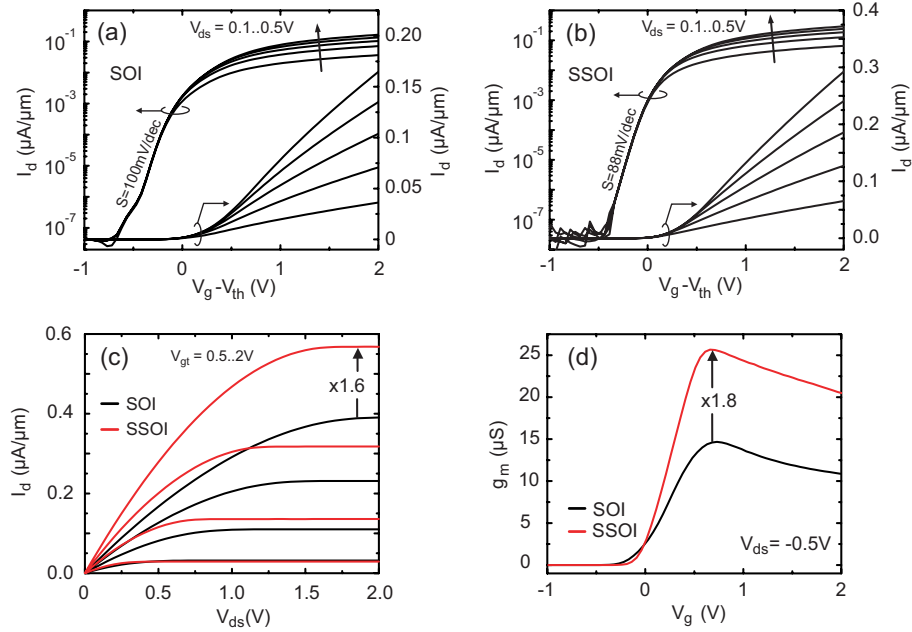 (a)
V_ds = 0.1..0.5V
SOI
S=100mV/dec
I_d (µA/µm)
10^-1
10^-3
10^-5
10^-7
0.20
0.15
0.1
0.05
0
I_d (µA/µm)
-1 0 1 2
V_g-V_th (V)
(b)
V_ds = 0.1..0.5V
SSOI
S=88mV/dec
I_d (µA/µm)
10^-1
10^-3
10^-5
10^-7
0.4
0.3
0.2
0.1
0.0
I_d (µA/µm)
-1 0 1 2
V_g-V_th (V)
(c)
V_gt = 0.5..2V
x1.6
SOI
SSOI
I_d (µA/µm)
0.6
0.4
0.2
0.0
0 0.5 1.0 1.5 2.0
V_ds(V)
(d)
x1.8
SOI
SSOI
V_ds= -0.5V
g_m (µS)
25
20
15
10
5
0
-1 0 1 2
V_g (V)